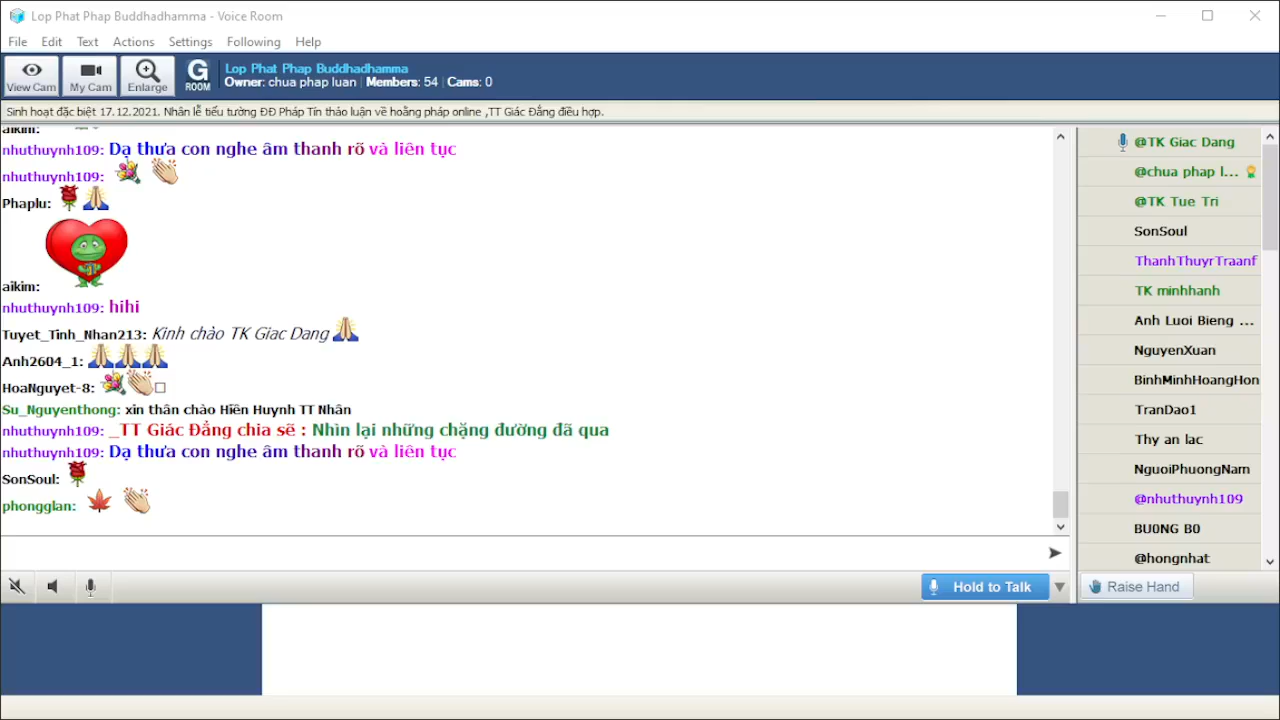 Lop Phat Phap Buddhadhamma - Voice Room
File Edit Text Actions Settings Following Help
View Cam My Cam Enlarge G ROOM
Lop Phat Phap Buddhadhamma
Owner: chua phap luan | Members: 54 | Cams: 0
Sinh hoạt đặc biệt 17.12.2021. Nhân lễ tiểu tường ĐĐ Pháp Tín thảo luận về hoằng pháp online ,TT Giác Đẳng điều hợp.
aikim:
nhuthuynh109: Dạ thưa con nghe âm thanh rõ và liên tục
nhuthuynh109:
Phaplu:
aikim:
nhuthuynh109: hihi
Tuyet_Tinh_Nhan213: Kinh chào TK Giac Dang
Anh2604_1:
HoaNguyet-8:
Su_Nguyenthong: xin thân chào Hiền Huynh TT Nhân
nhuthuynh109: _TT Giác Đẳng chia sẽ : Nhìn lại những chặng đường đã qua
nhuthuynh109: Dạ thưa con nghe âm thanh rõ và liên tục
SonSoul:
phongglan:
@TK Giac Dang
@chua phap l...
@TK Tue Tri
SonSoul
ThanhThuyrTraanf
TK minhhanh
Anh Luoi Bieng ...
NguyenXuan
BinhMinhHoangHon
TranDao1
Thy an lac
NguoiPhuongNam
@nhuthuynh109
BU0NG B0
@hongnhat
Hold to Talk
Raise Hand